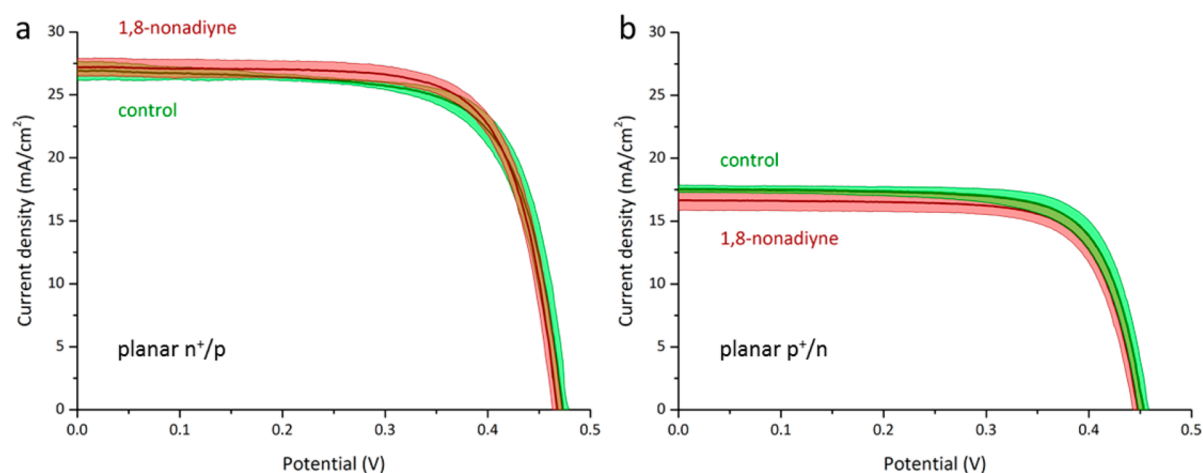 a
30
25
20
15
10
5
0
Current density (mA/cm²)
1,8-nonadiyne
control
planar n⁺/p
0.0 0.1 0.2 0.3 0.4 0.5
Potential (V)
b
30
25
20
15
10
5
0
Current density (mA/cm²)
control
1,8-nonadiyne
planar p⁺/n
0.0 0.1 0.2 0.3 0.4 0.5
Potential (V)